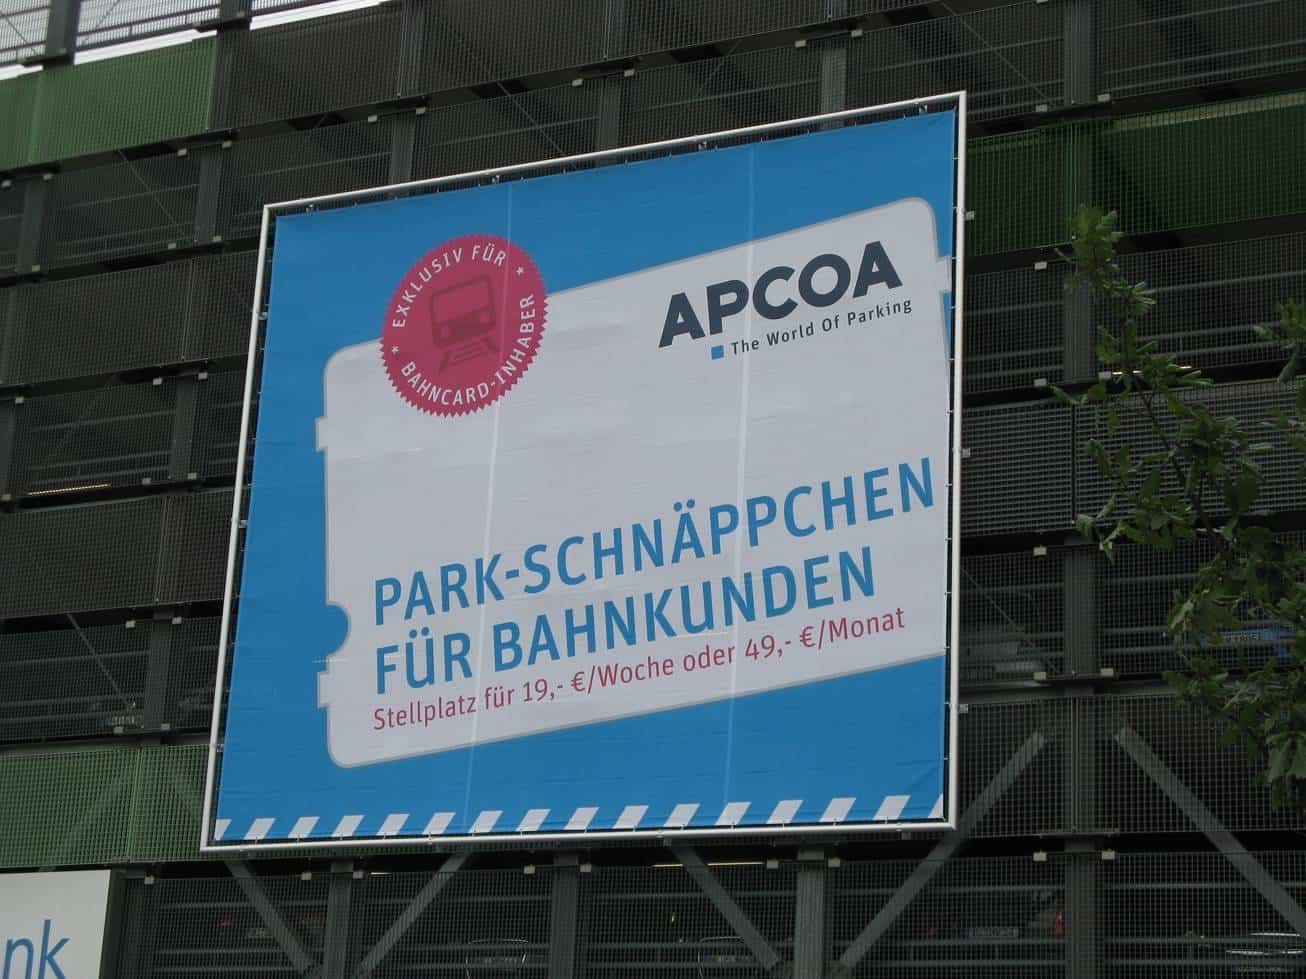 EXKLUSIV FÜR
BAHNCARD-INHABER
APCOA
The World Of Parking
PARK-SCHNÄPPCHEN
FÜR BAHNKUNDEN
Stellplatz für 19,- €/Woche oder 49,- €/Monat
nk